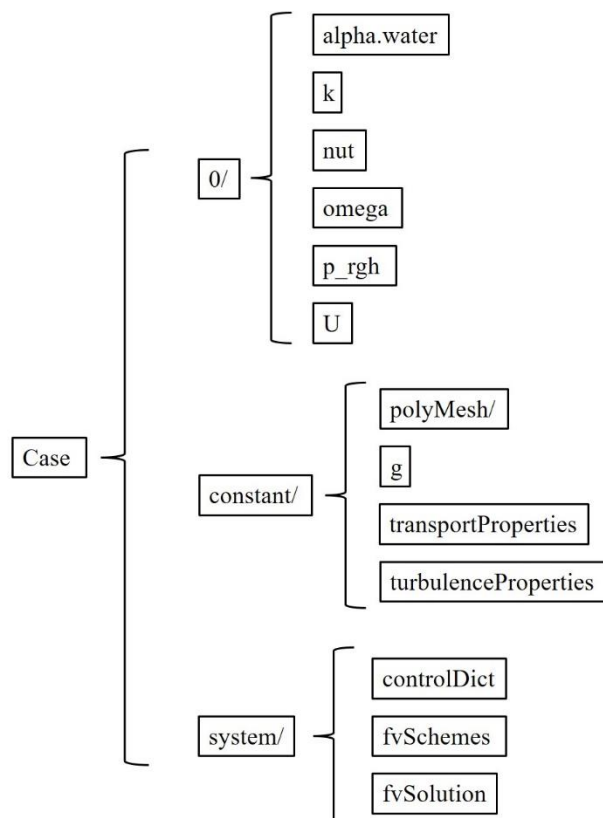 alpha.water
k
nut
0/
omega
p_rgh
U
polyMesh/
Case
g
constant/
transportProperties
turbulenceProperties
controlDict
system/
fvSchemes
fvSolution